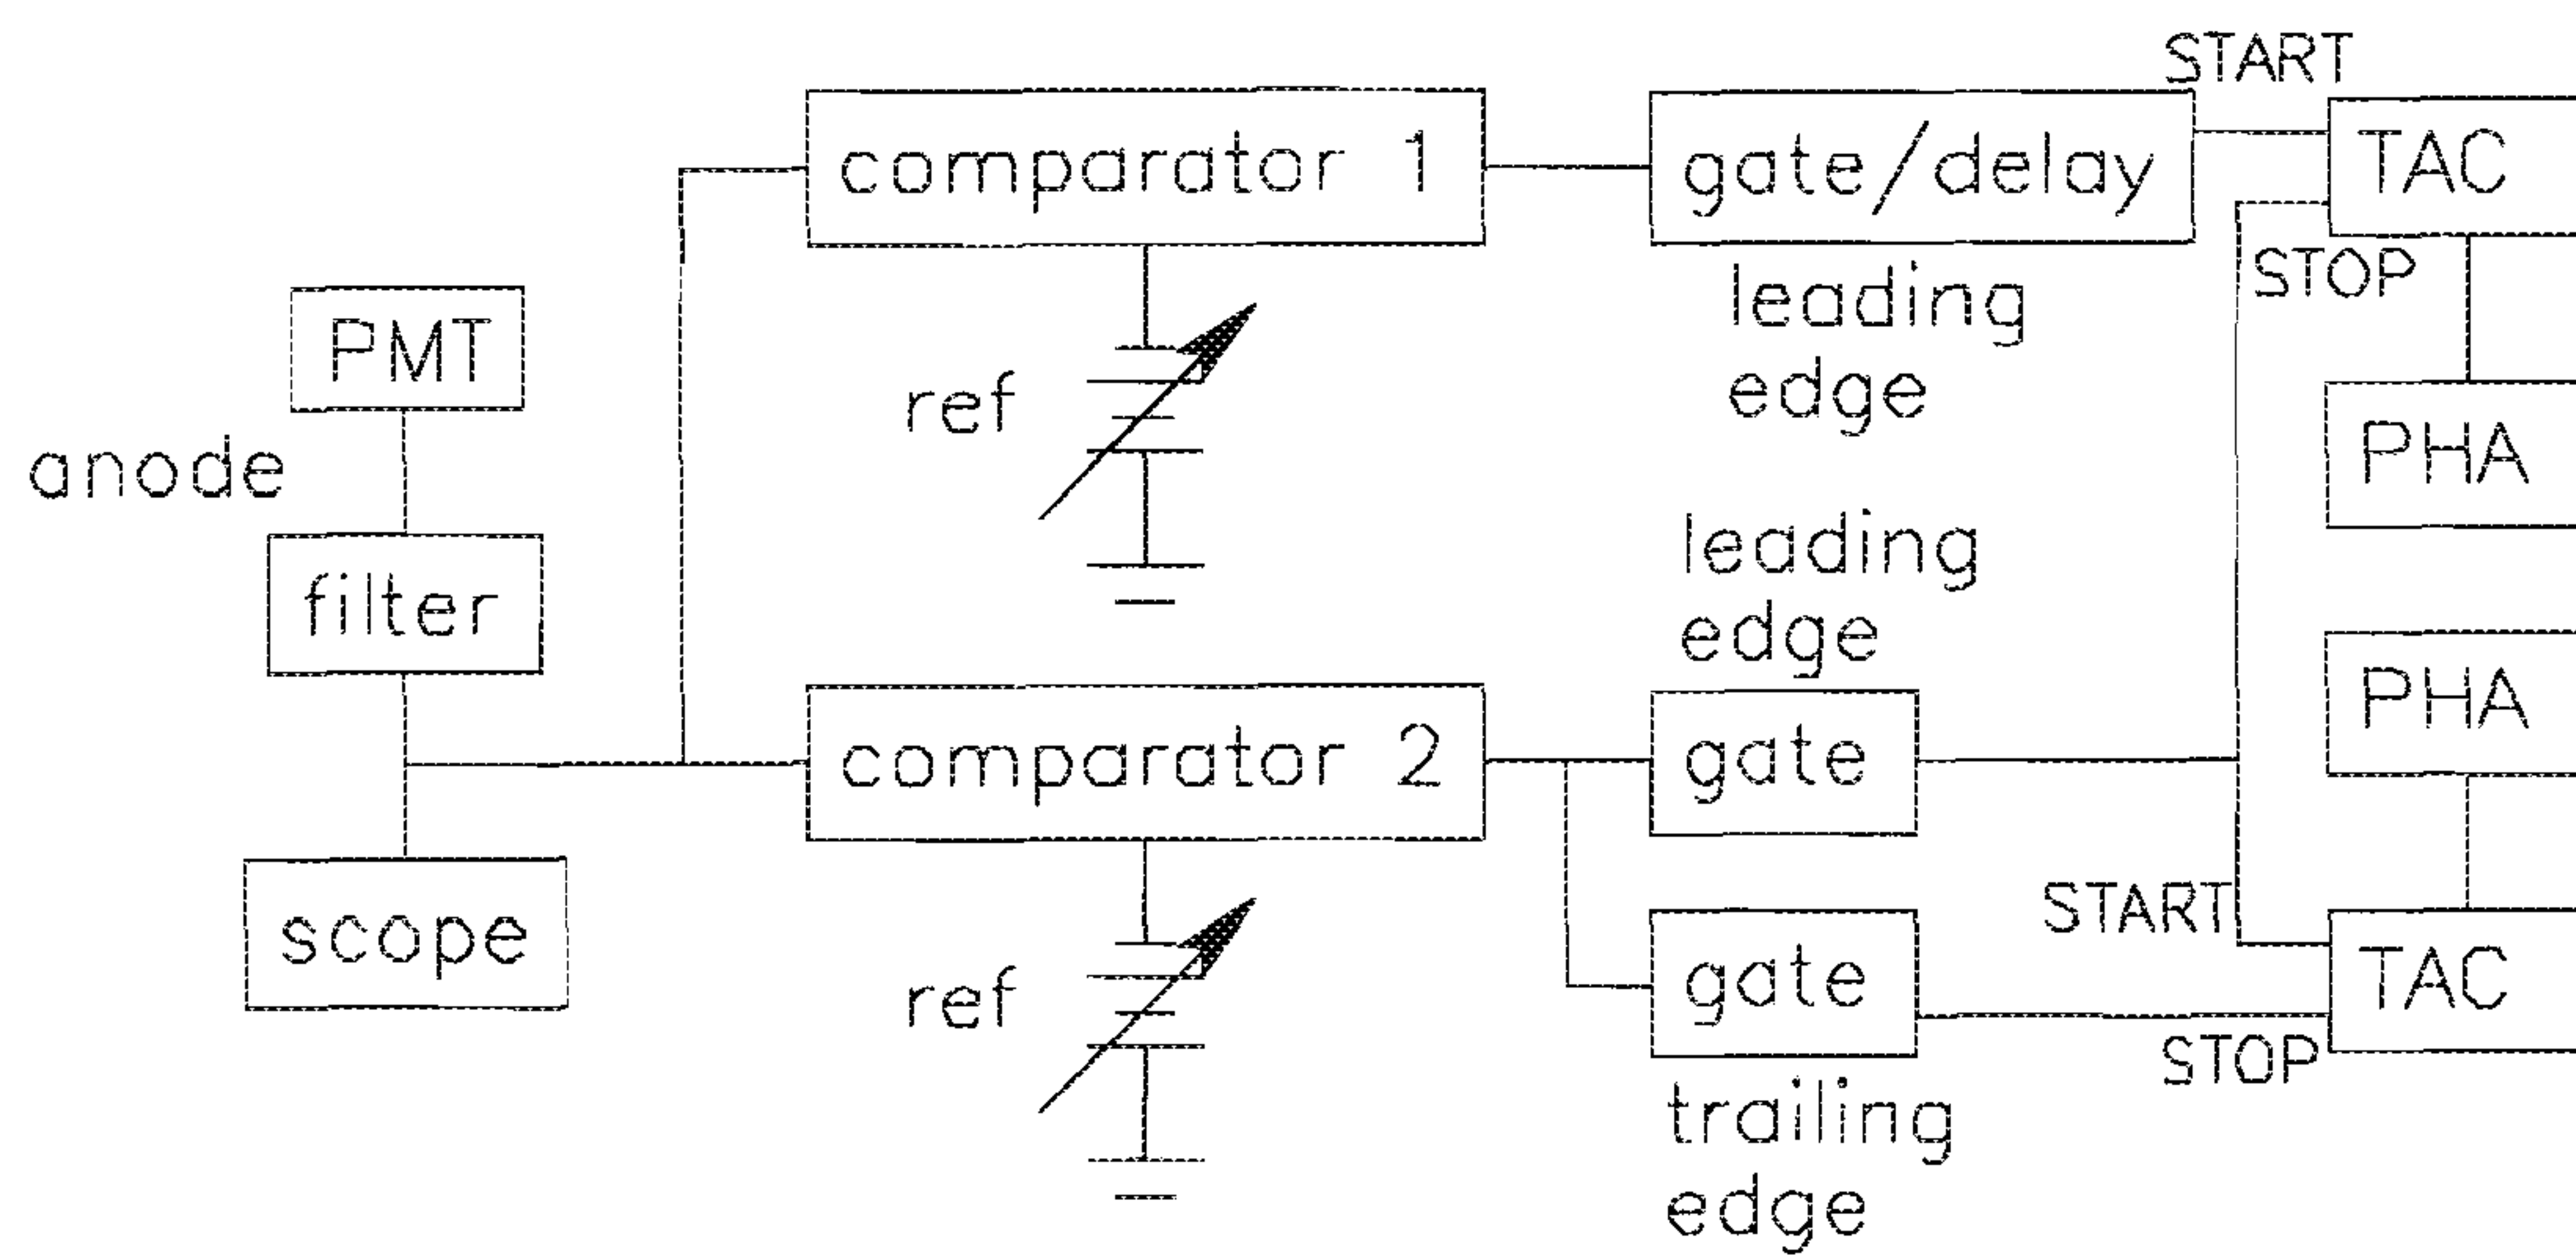 START
comparator 1
gate/delay
TAC
STOP
leading
edge
PMT
ref
anode
PHA
leading
edge
filter
PHA
comparator 2
gate
START
scope
gate
TAC
ref
STOP
trailing
edge